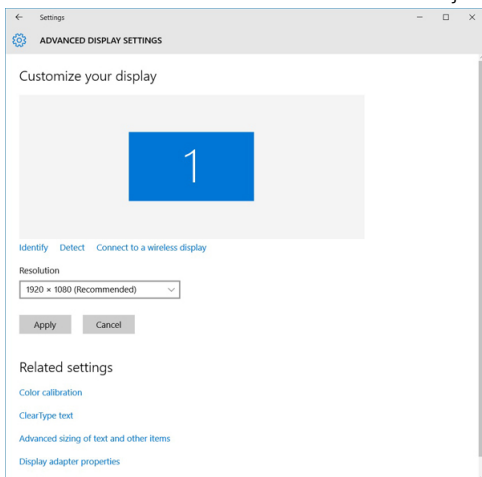 Settings
ADVANCED DISPLAY SETTINGS
Customize your display
1
Identify Detect Connect to a wireless display
Resolution
1920 × 1080 (Recommended)
Apply Cancel
Related settings
Color calibration
ClearType text
Advanced sizing of text and other items
Display adapter properties